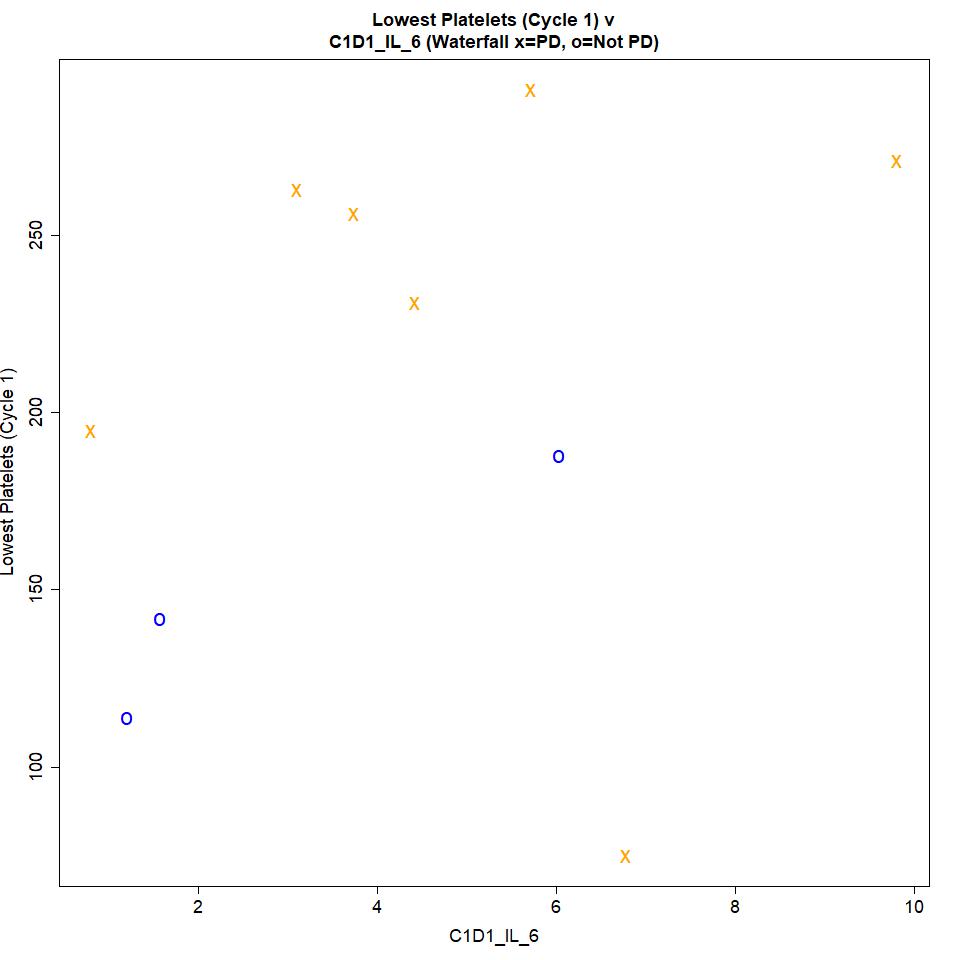 Lowest Platelets (Cycle 1) v
C1D1_IL_6 (Waterfall x=PD, o=Not PD)
Lowest Platelets (Cycle 1)
250
200
150
100
X
X
X
X
X
X
O
O
O
X
2 4 6 8 10
C1D1_IL_6